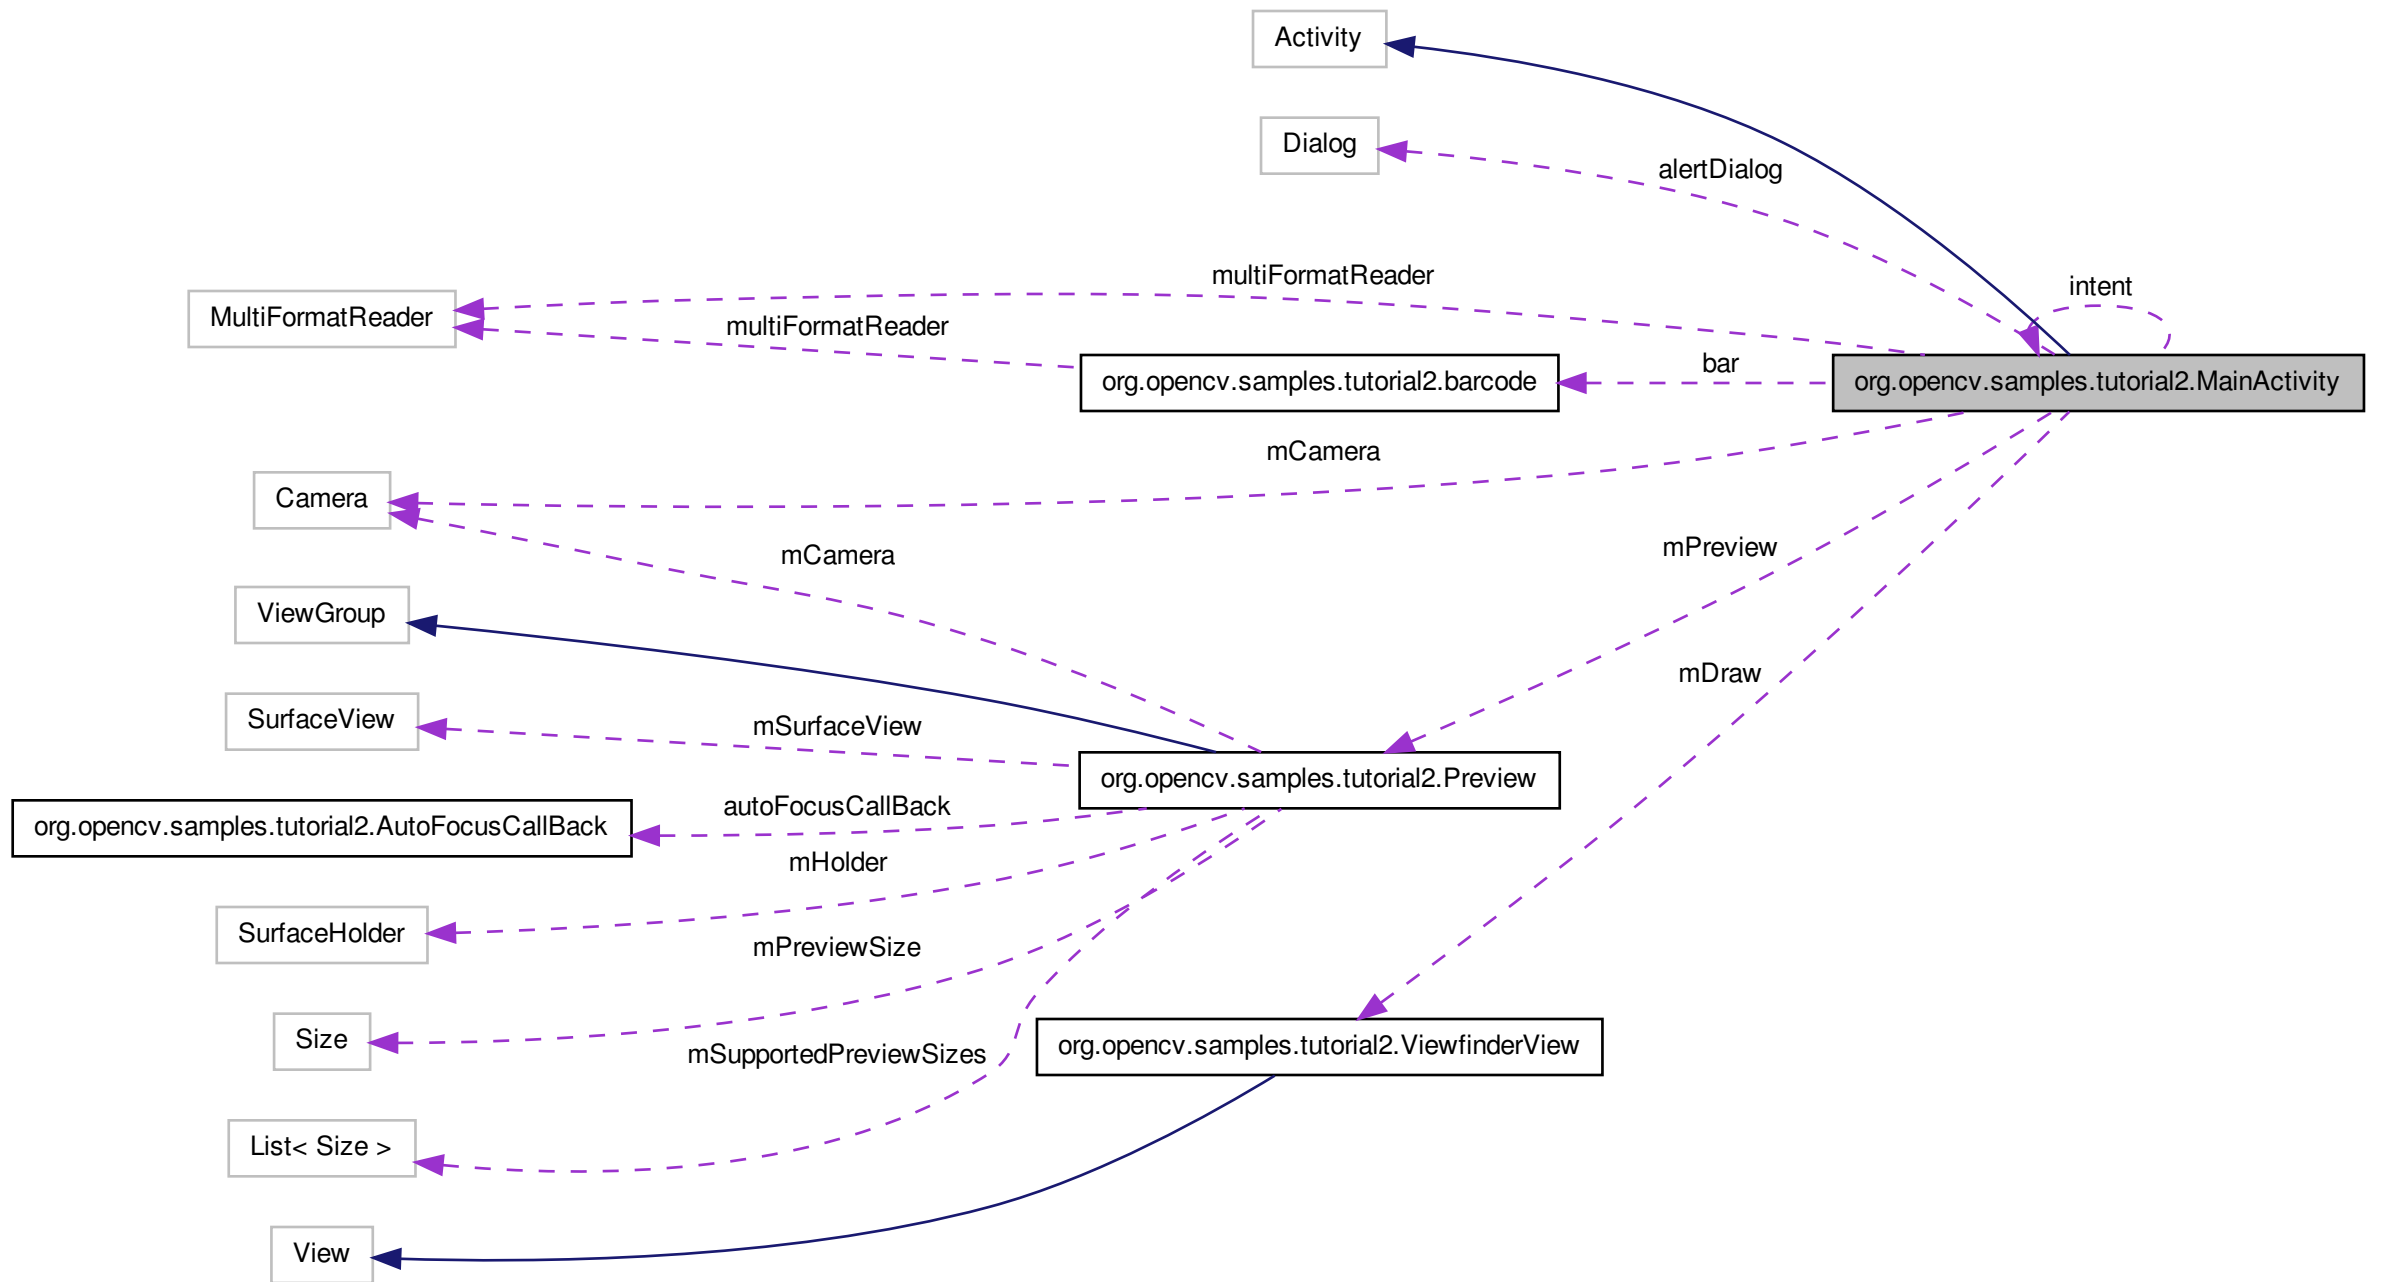 Activity
Dialog
alertDialog
multiFormatReader
intent
MultiFormatReader
multiFormatReader
bar
org.opencv.samples.tutorial2.barcode
org.opencv.samples.tutorial2.MainActivity
mCamera
Camera
mCamera
mPreview
ViewGroup
mDraw
SurfaceView
mSurfaceView
org.opencv.samples.tutorial2.Preview
autoFocusCallBack
org.opencv.samples.tutorial2.AutoFocusCallBack
mHolder
SurfaceHolder
mPreviewSize
Size
mSupportedPreviewSizes
org.opencv.samples.tutorial2.ViewfinderView
List< Size >
View